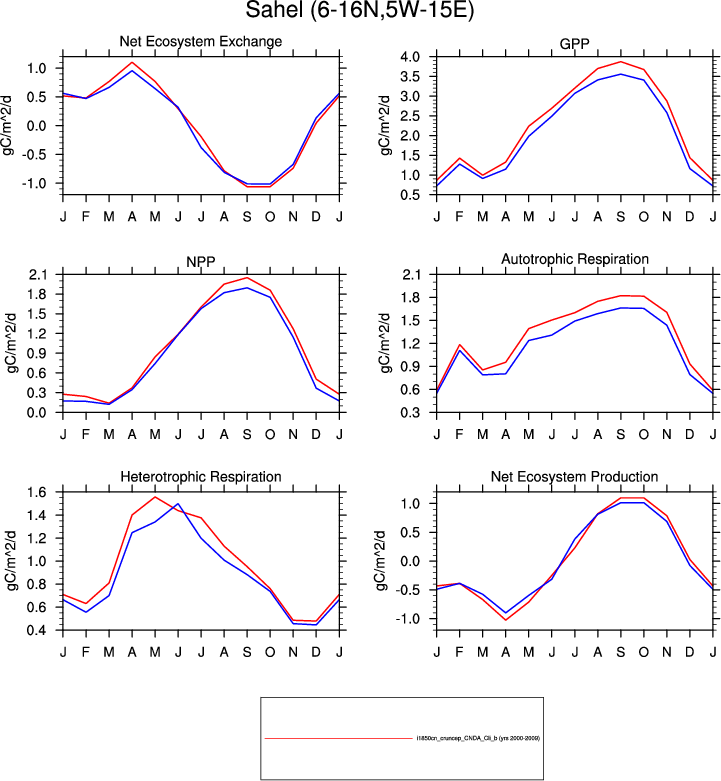 Sahel (6-16N,5W-15E)
Net Ecosystem Exchange
gC/m^2/d
1.0
0.5
0.0
-0.5
-1.0
J F M A M J J A S O N D J
GPP
gC/m^2/d
4.0
3.5
3.0
2.5
2.0
1.5
1.0
0.5
J F M A M J J A S O N D J
NPP
gC/m^2/d
2.1
1.8
1.5
1.2
0.9
0.6
0.3
0.0
J F M A M J J A S O N D J
Autotrophic Respiration
gC/m^2/d
2.1
1.8
1.5
1.2
0.9
0.6
0.3
J F M A M J J A S O N D J
Heterotrophic Respiration
gC/m^2/d
1.6
1.4
1.2
1.0
0.8
0.6
0.4
J F M A M J J A S O N D J
Net Ecosystem Production
gC/m^2/d
1.0
0.5
0.0
-0.5
-1.0
J F M A M J J A S O N D J
i1850cn_cruncep_CNDA_Cli_b (yrs 2000-2009)